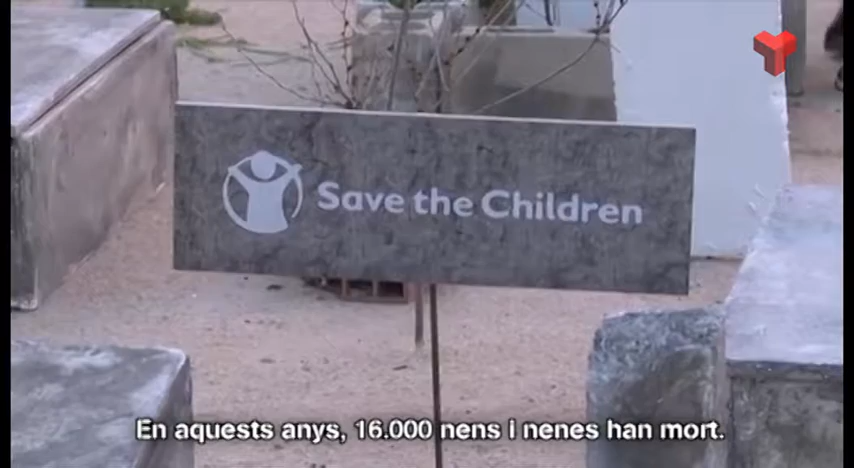 Save the Children
En aquests anys, 16.000 nens i nenes han mort.